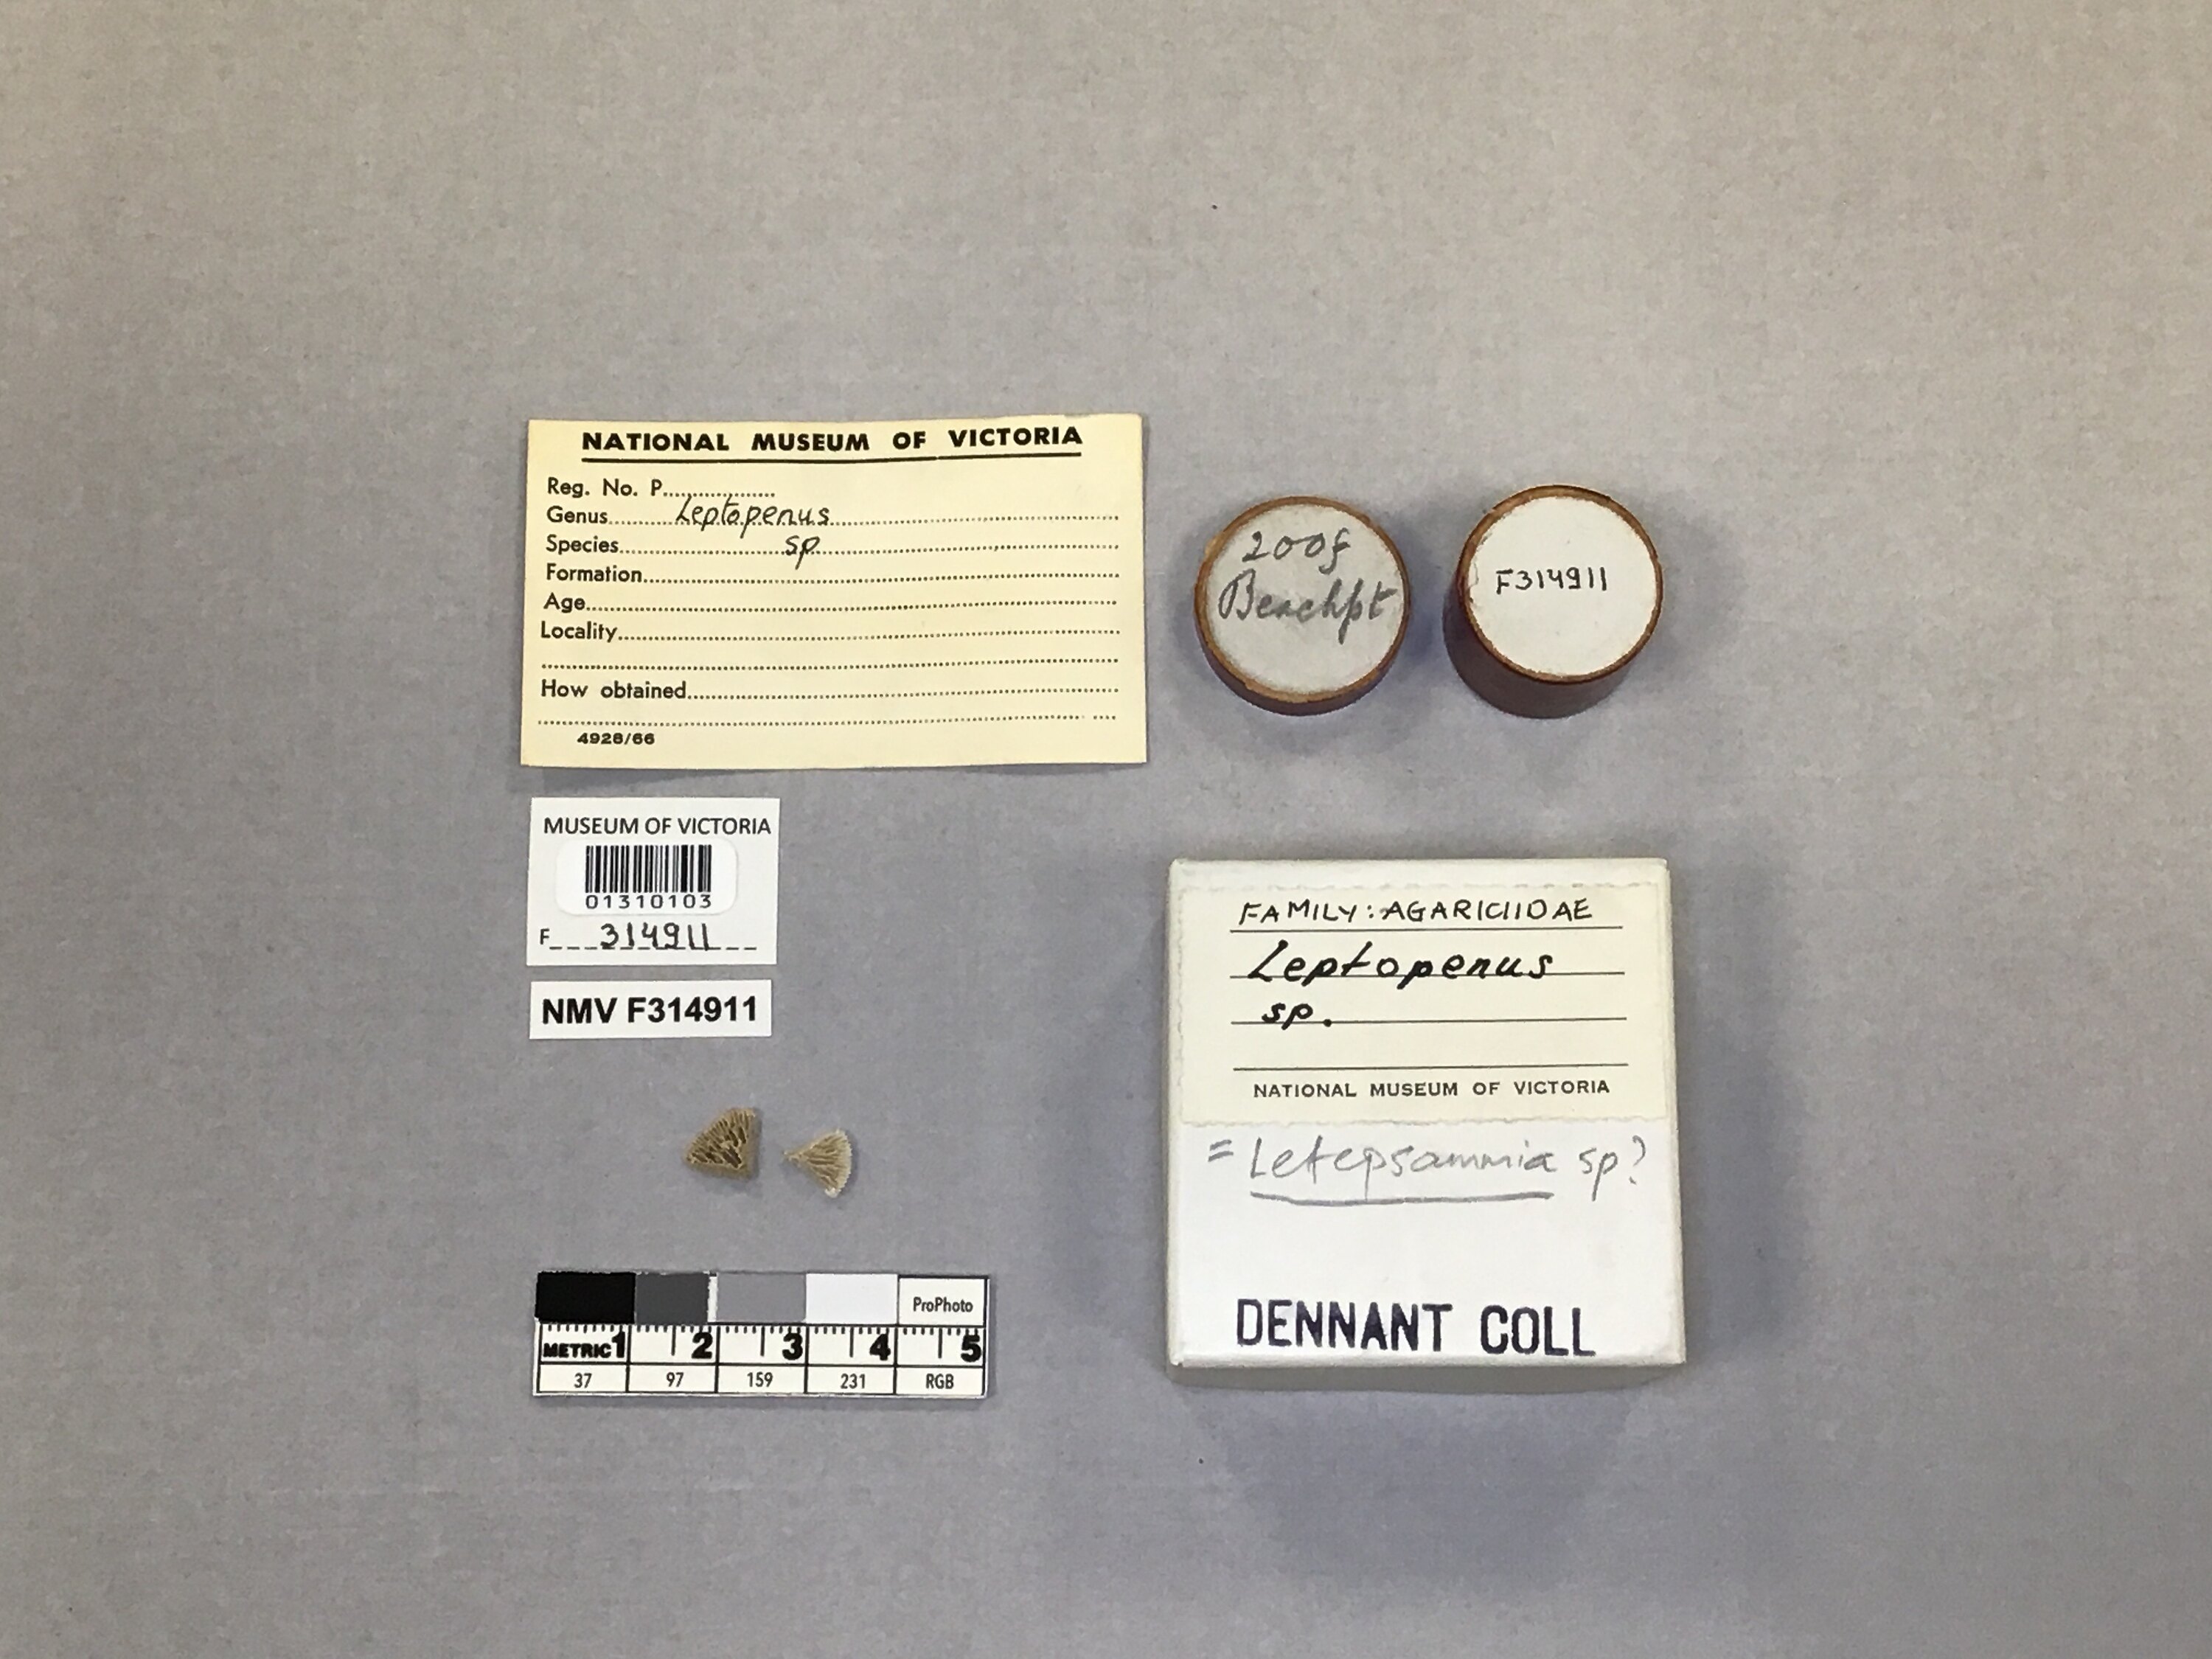 NATIONAL MUSEUM OF VICTORIA
Reg. No. P....................
Genus.......Leptopenus.......
Species.......sp.......
Formation.......
Age.......
Locality.......
How obtained.......
4928/66
200f
Beachpt
F314911
MUSEUM OF VICTORIA
01310103
F___314911___
NMV F314911
FAMILY: AGARICIIDAE
Leptopenus
sp.
NATIONAL MUSEUM OF VICTORIA
= Letepsammia sp?
DENNANT COLL
ProPhoto
METRIC 1 2 3 4 5
37 97 159 231 RGB